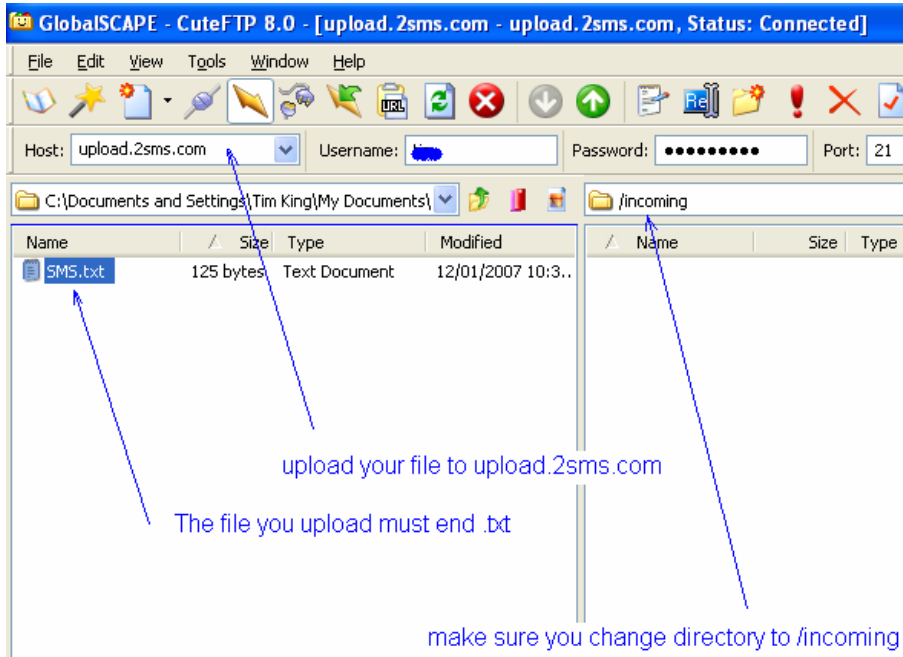 GlobalSCAPE - CuteFTP 8.0 - [upload.2sms.com - upload.2sms.com, Status: Connected]
File Edit View Tools Window Help
URL
Host: upload.2sms.com Username: Password: ●●●●●●●●● Port: 21
C:\Documents and Settings\Tim King\My Documents\ /incoming
Name Size Type Modified Name Size Type
SMS.txt 125 bytes Text Document 12/01/2007 10:3..
upload your file to upload.2sms.com
The file you upload must end .txt
make sure you change directory to /incoming